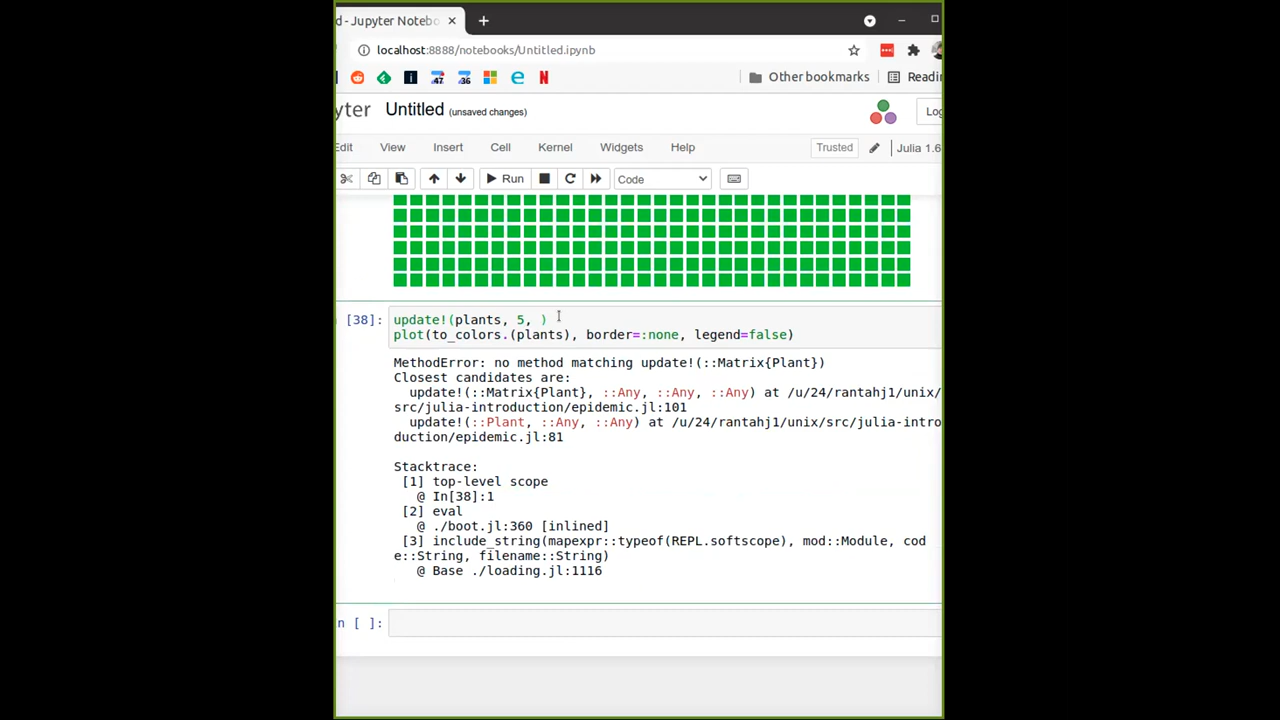 d - Jupyter Notebo
localhost:8888/notebooks/Untitled.ipynb
47 36 Other bookmarks Readi
yter Untitled (unsaved changes) Log
Edit View Insert Cell Kernel Widgets Help Trusted Julia 1.6
Run Code
[38]: update!(plants, 5, )
plot(to_colors.(plants), border=:none, legend=false)
MethodError: no method matching update!(::Matrix{Plant})
Closest candidates are:
update!(::Matrix{Plant}, ::Any, ::Any, ::Any) at /u/24/rantahj1/unix/
src/julia-introduction/epidemic.jl:101
update!(::Plant, ::Any, ::Any) at /u/24/rantahj1/unix/src/julia-intro
duction/epidemic.jl:81
Stacktrace:
[1] top-level scope
@ In[38]:1
[2] eval
@ ./boot.jl:360 [inlined]
[3] include_string(mapexpr::typeof(REPL.softscope), mod::Module, cod
e::String, filename::String)
@ Base ./loading.jl:1116
n [ ]: